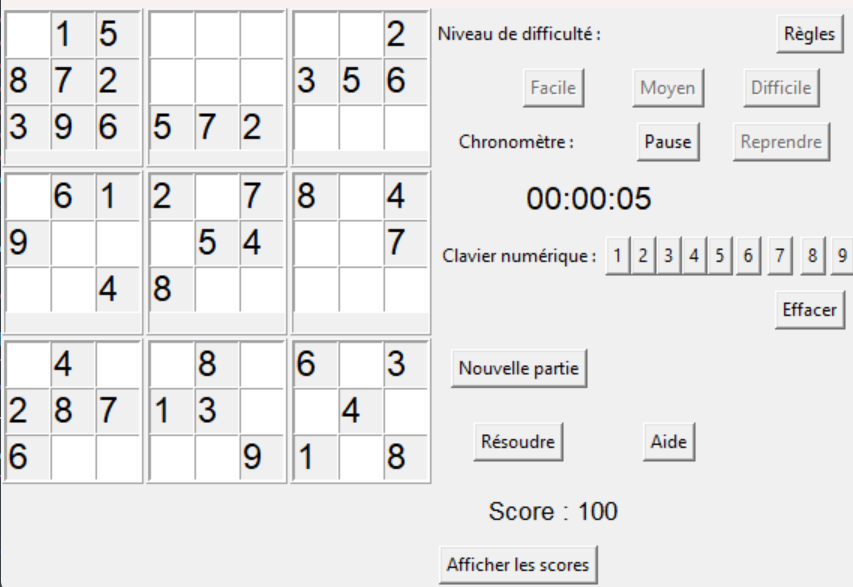 1 5 2 Niveau de difficulté : Règles
8 7 2 3 5 6 Facile Moyen Difficile
3 9 6 5 7 2 Chronomètre : Pause Reprendre
6 1 2 7 8 4 00:00:05
9 5 4 7 Clavier numérique : 1 2 3 4 5 6 7 8 9
4 8 Effacer
4 8 6 3 Nouvelle partie
2 8 7 1 3 4 Résoudre Aide
6 9 1 8
Score : 100
Afficher les scores